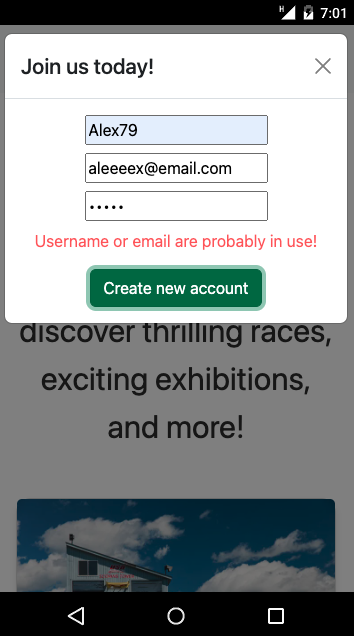 H 7:01
Join us today!
Alex79
aleeeex@email.com
•••••
Username or email are probably in use!
Create new account
discover thrilling races,
exciting exhibitions,
and more!